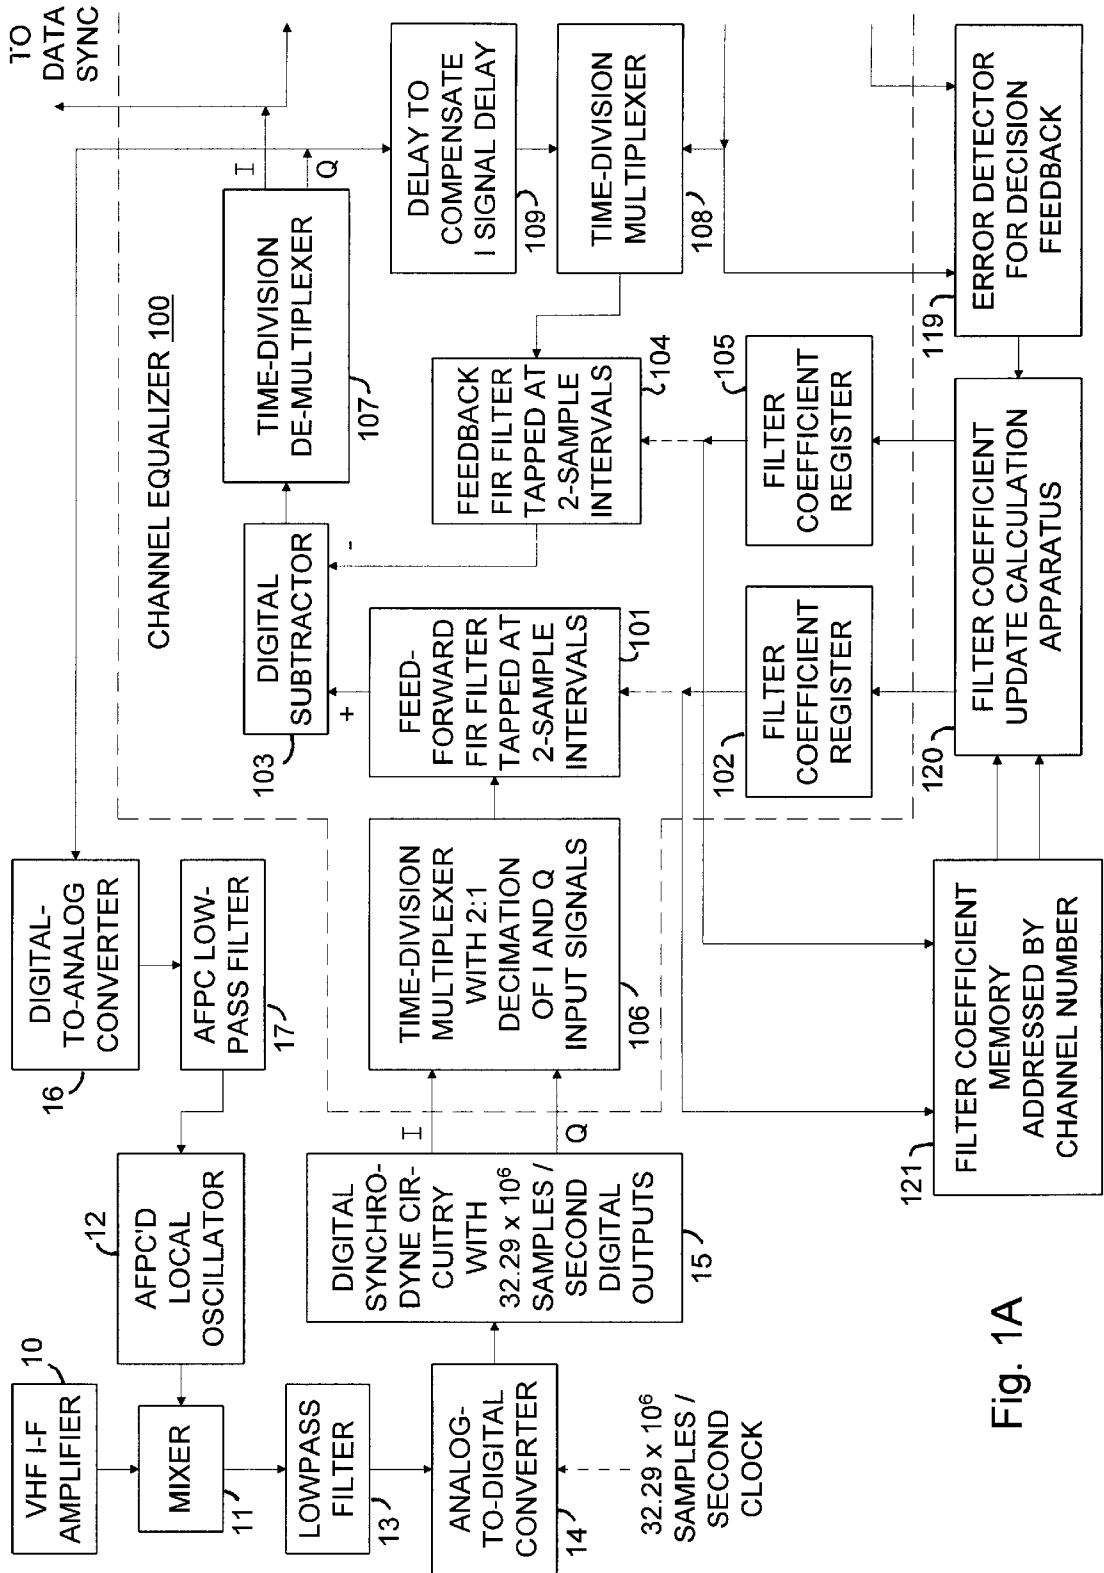 TO
DATA
SYNC
CHANNEL EQUALIZER 100
VHF I-F
AMPLIFIER
10
MIXER
11
AFPC'D
LOCAL
OSCILLATOR
12
LOWPASS
FILTER
13
ANALOG-
TO-DIGITAL
CONVERTER
14
32.29 x 10⁶
SAMPLES /
SECOND
CLOCK
DIGITAL
SYNCHRO-
DYNE CIR-
CUITRY WITH
32.29 x 10⁶
SAMPLES /
SECOND
DIGITAL
OUTPUTS
15
I
Q
DIGITAL-
TO-ANALOG
CONVERTER
16
AFPC LOW-
PASS FILTER
17
TIME-DIVISION
MULTIPLEXER
WITH 2:1
DECIMATION
OF I AND Q
INPUT SIGNALS
106
FEED-
FORWARD
FIR FILTER
TAPPED AT
2-SAMPLE
INTERVALS
101
+
-
DIGITAL
SUBTRACTOR
103
FEEDBACK
FIR FILTER
TAPPED AT
2-SAMPLE
INTERVALS
104
TIME-DIVISION
DE-MULTIPLEXER
107
I
Q
DELAY TO
COMPENSATE
I SIGNAL DELAY
109
TIME-DIVISION
MULTIPLEXER
108
FILTER
COEFFICIENT
REGISTER
102
FILTER
COEFFICIENT
REGISTER
105
FILTER COEFFICIENT
MEMORY
ADDRESSED BY
CHANNEL NUMBER
121
FILTER COEFFICIENT
UPDATE CALCULATION
APPARATUS
120
ERROR DETECTOR
FOR DECISION
FEEDBACK
119
Fig. 1A